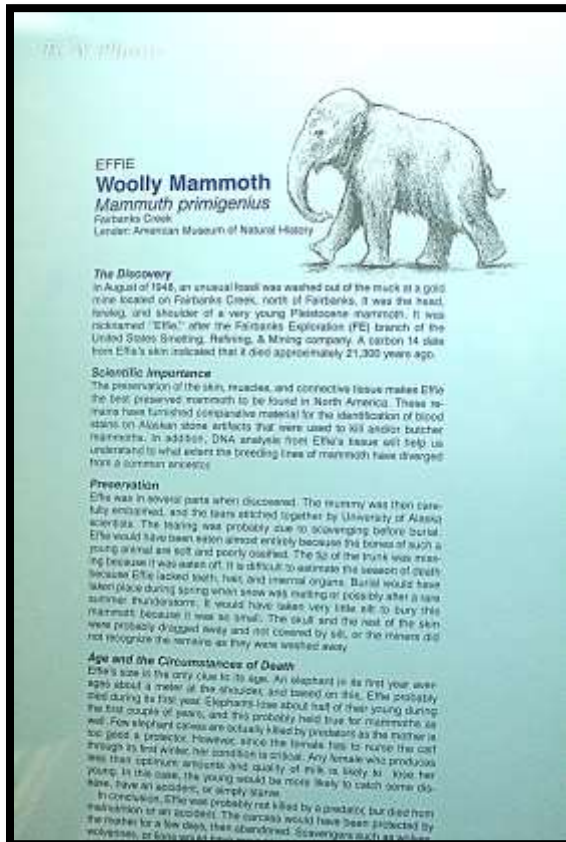 EFFIE
Woolly Mammoth
Mammuth primigenius
Fairbanks Creek
Lender: American Museum of Natural History
The Discovery
In August of 1948, an unusual fossil was washed out of the muck at a gold
mine located on Fairbanks Creek, north of Fairbanks. It was the head,
foreleg, and shoulder of a very young Pleistocene mammoth. It was
nicknamed "Effie," after the Fairbanks Exploration (FE) branch of the
United States Smelting, Refining, & Mining company. A carbon 14 date
from Effie's skin indicated that it died approximately 21,300 years ago.
Scientific Importance
The preservation of the skin, muscles, and connective tissue makes Effie
the best preserved mammoth to be found in North America. These re-
mains have furnished comparative material for the identification of blood
stains on Alaskan stone artifacts that were used to kill and/or butcher
mammoths. In addition, DNA analysis from Effie's tissue will help us
understand to what extent the breeding lines of mammoth have diverged
from a common ancestor.
Preservation
Effie was in several parts when discovered. The mummy was then care-
fully embalmed, and the tears stitched together by University of Alaska
scientists. The tearing was probably due to scavenging before burial.
Effie would have been eaten almost entirely because the bones of such a
young animal are soft and poorly ossified. The tip of the trunk was miss-
ing because it was eaten off. It is difficult to estimate the season of death
because Effie lacked teeth, hair, and internal organs. Burial would have
taken place during spring when snow was melting or possibly after a rare
summer thunderstorm. It would have taken very little silt to bury this
mammoth because it was so small. The skull and the rest of the skin
were probably dragged away and not covered by silt, or the miners did
not recognize the remains as they were washed away.
Age and the Circumstances of Death
Effie's size is the only clue to its age. An elephant in its first year aver-
ages about a meter at the shoulder, and based on this, Effie probably
died during its first year. Elephants lose about half of their young during
the first couple of years, and this probably held true for mammoths as
well. Few elephant calves are actually killed by predators as the mother is
too good a protector. However, since the female has to nurse the calf
through its first winter, her condition is critical. Any female who produces
less than optimum amounts and quality of milk is likely to lose her
young. In this case, the young would be more likely to catch some dis-
ease, have an accident, or simply starve.
In conclusion, Effie was probably not killed by a predator, but died from
malnutrition or an accident. The carcass would have been protected by
the mother for a few days, then abandoned. Scavengers such as wolves,
wolverines, or lions would have